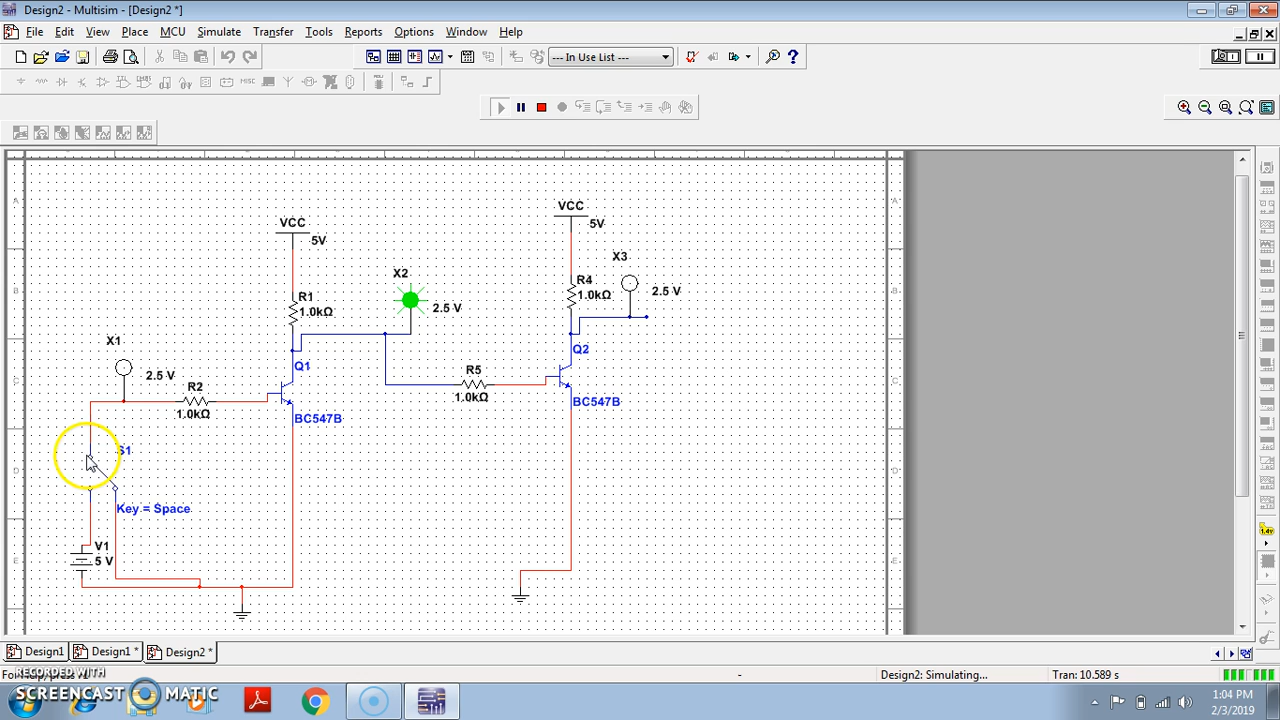 Design2 - Multisim - [Design2 *]
File Edit View Place MCU Simulate Transfer Tools Reports Options Window Help
--- In Use List ---
VCC
5V
VCC
5V
X3
2.5 V
X2
2.5 V
R4
1.0kΩ
R1
1.0kΩ
X1
2.5 V
Q2
Q1
R5
1.0kΩ
R2
1.0kΩ
BC547B
BC547B
S1
Key = Space
V1
5 V
A
B
C
D
E
A
B
C
D
E
Design1 Design1 * Design2 *
RECORDED WITH
SCREENCAST MATIC
Design2: Simulating... Tran: 10.589 s
1:04 PM
2/3/2019